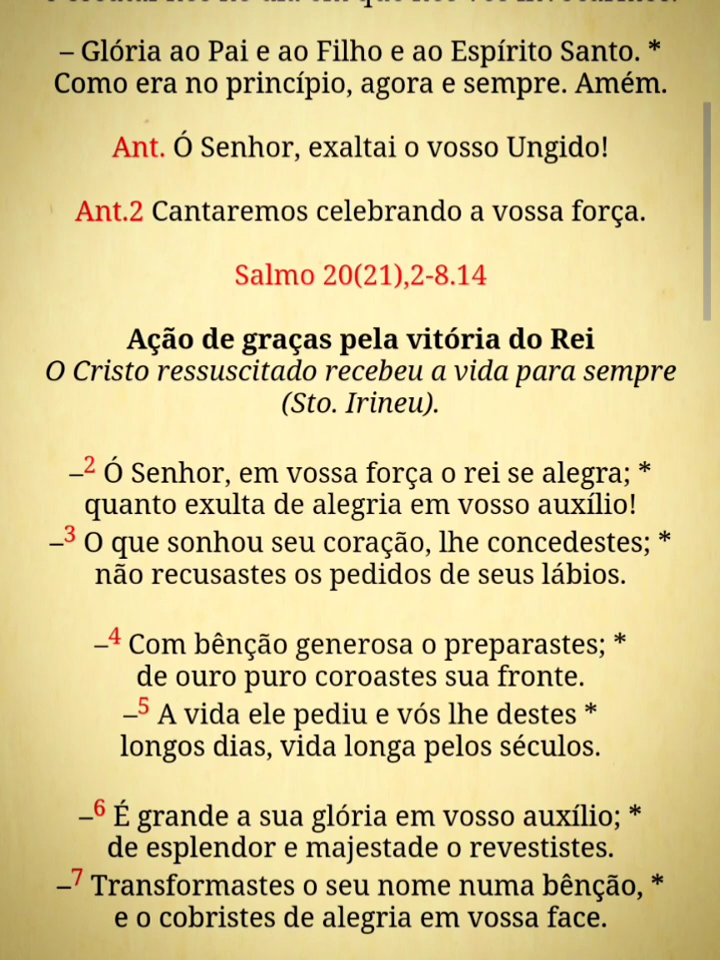 – Glória ao Pai e ao Filho e ao Espírito Santo. *
Como era no princípio, agora e sempre. Amém.
Ant. Ó Senhor, exaltai o vosso Ungido!
Ant.2 Cantaremos celebrando a vossa força.
Salmo 20(21),2-8.14
Ação de graças pela vitória do Rei
O Cristo ressuscitado recebeu a vida para sempre
(Sto. Irineu).
–2 Ó Senhor, em vossa força o rei se alegra; *
quanto exulta de alegria em vosso auxílio!
–3 O que sonhou seu coração, lhe concedestes; *
não recusastes os pedidos de seus lábios.
–4 Com bênção generosa o preparastes; *
de ouro puro coroastes sua fronte.
–5 A vida ele pediu e vós lhe destes *
longos dias, vida longa pelos séculos.
–6 É grande a sua glória em vosso auxílio; *
de esplendor e majestade o revestistes.
–7 Transformastes o seu nome numa bênção, *
e o cobristes de alegria em vossa face.